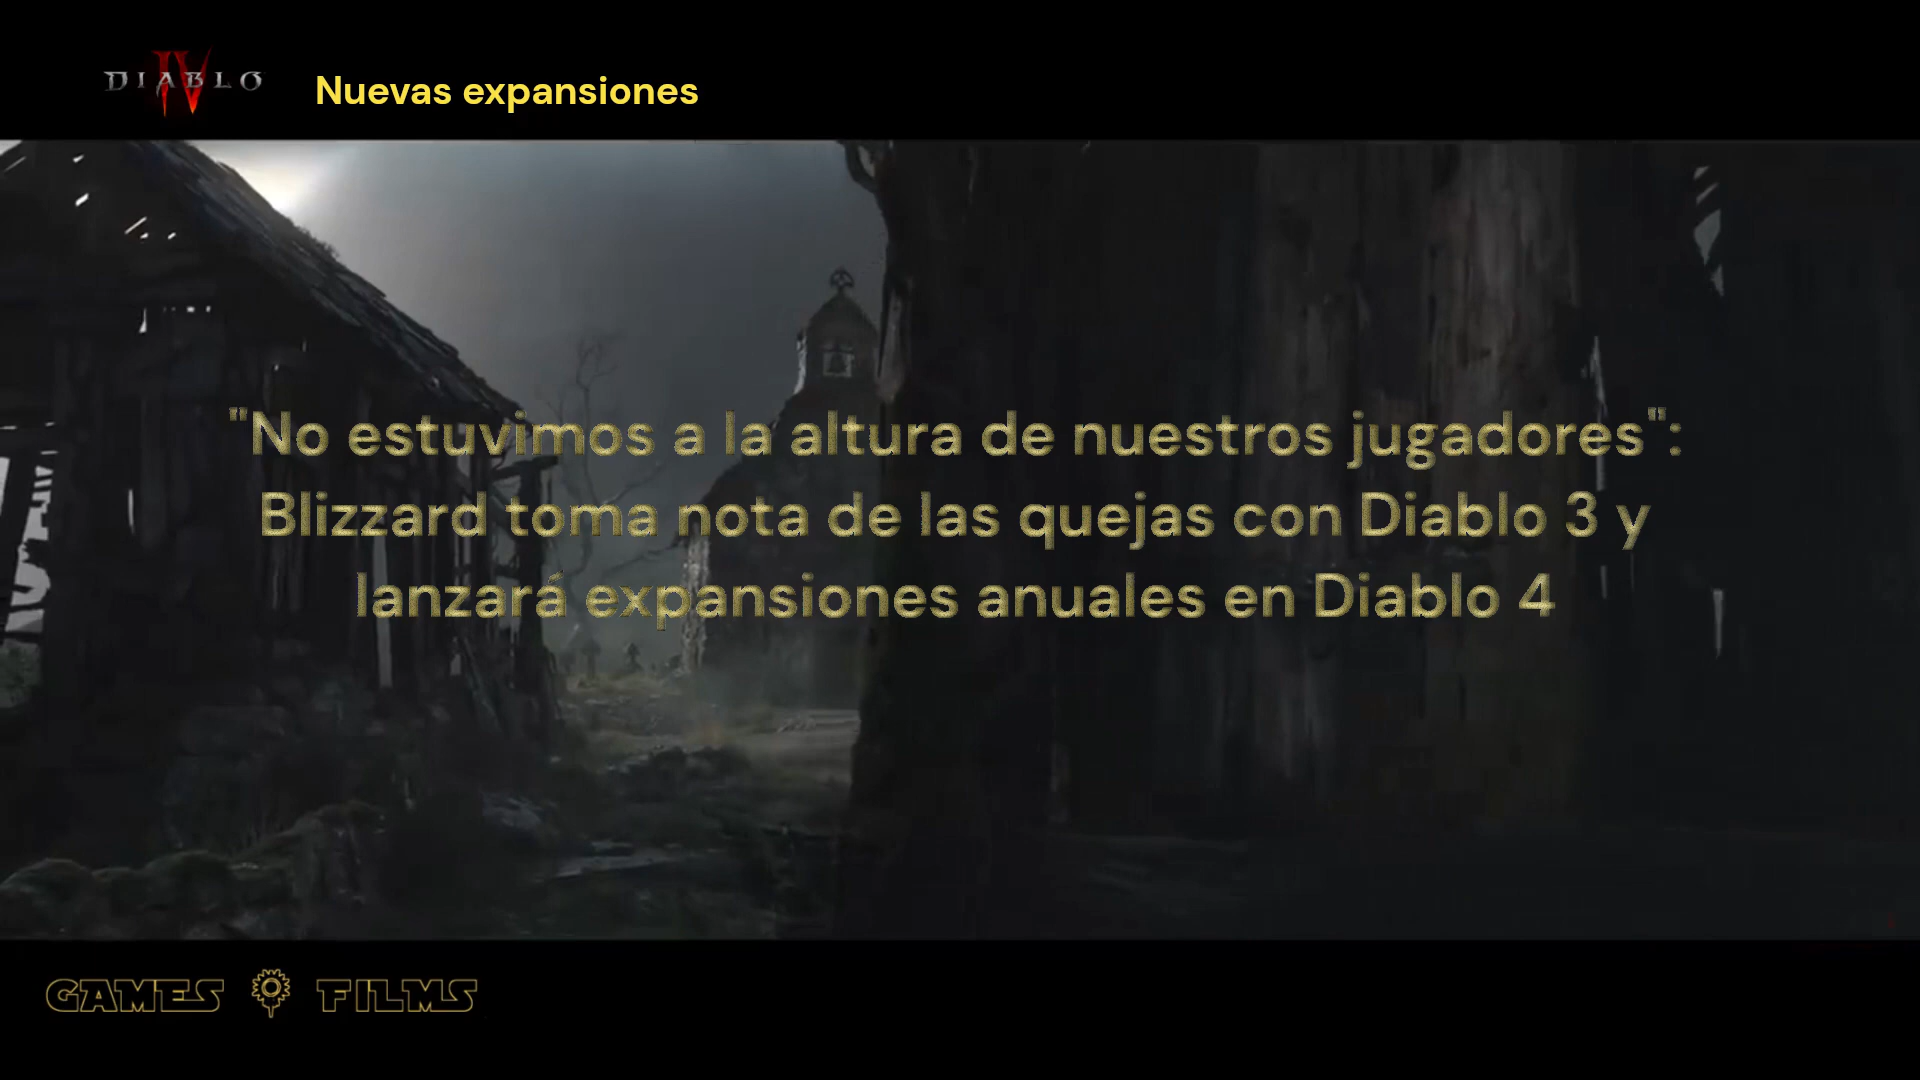 DIABLO
IV
Nuevas expansiones
"No estuvimos a la altura de nuestros jugadores":
Blizzard toma nota de las quejas con Diablo 3 y
lanzará expansiones anuales en Diablo 4
GAMES FILMS